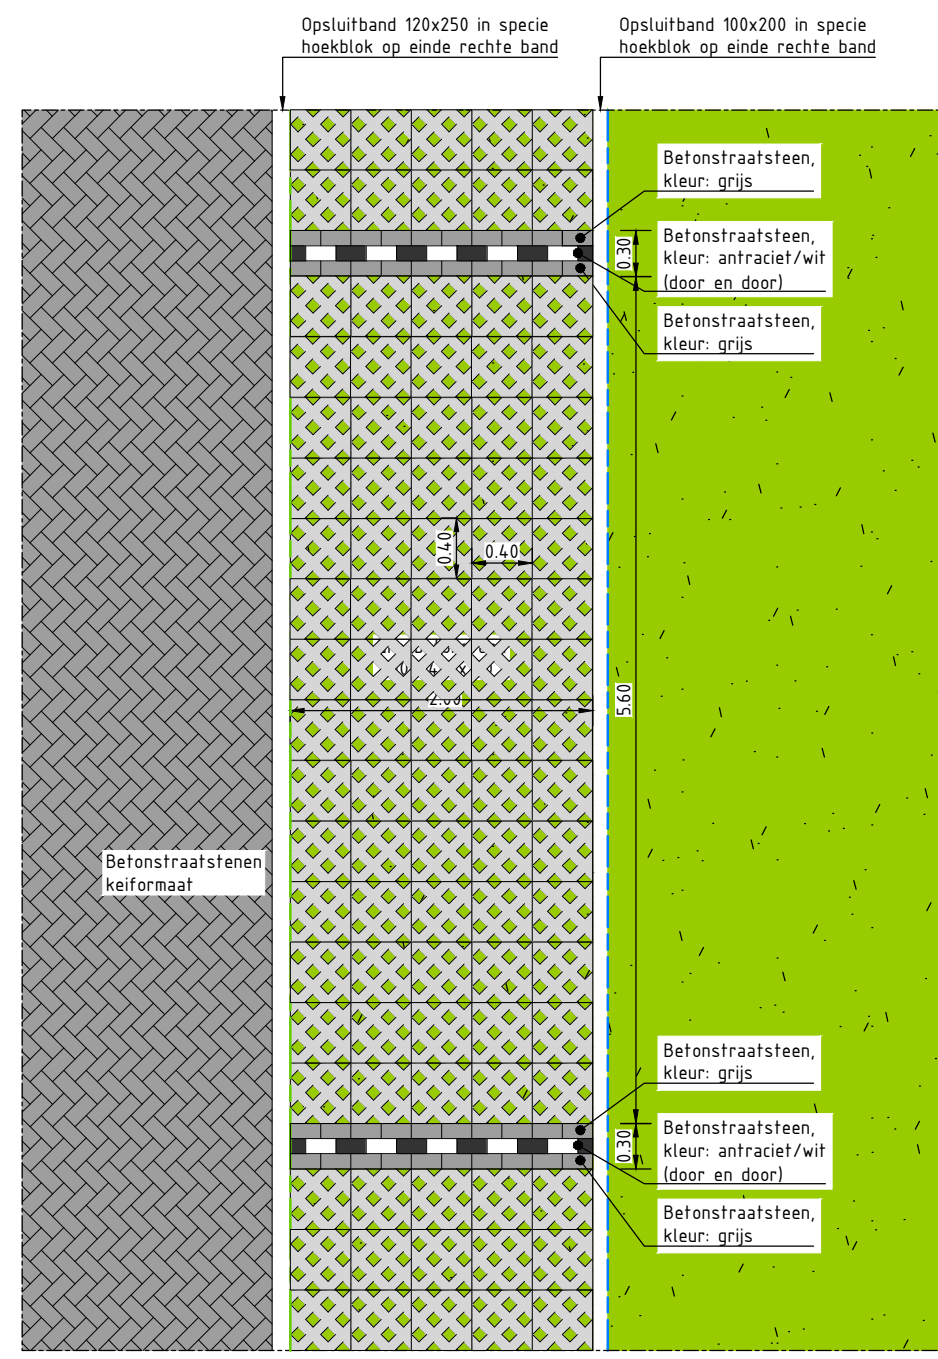 Opsluitband 120x250 in specie
hoekblok op einde rechte band
Opsluitband 100x200 in specie
hoekblok op einde rechte band
Betonstraatsteen,
kleur: grijs
Betonstraatsteen,
kleur: antraciet/wit
(door en door)
0.30
Betonstraatsteen,
kleur: grijs
0.40
0.40
2.00
5.60
Betonstraatstenen
keiformaat
Betonstraatsteen,
kleur: grijs
Betonstraatsteen,
kleur: antraciet/wit
(door en door)
0.30
Betonstraatsteen,
kleur: grijs